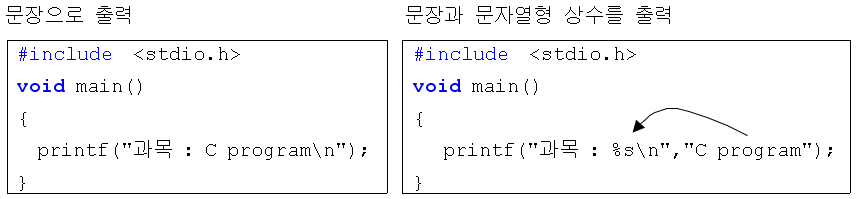 문장으로 출력
#include <stdio.h>
void main()
{
printf("과목 : C program\n");
}
문장과 문자열형 상수를 출력
#include <stdio.h>
void main()
{
printf("과목 : %s\n","C program");
}